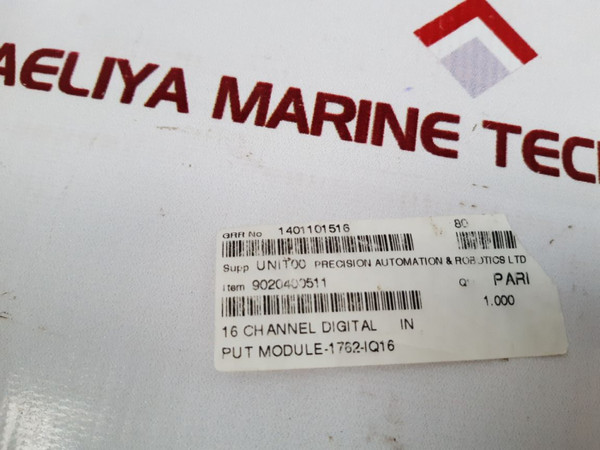 AELIYA MARINE TEC
GRR No 1401101516 80
Supp UNIT00 PRECISION AUTOMATION & ROBOTICS LTD
Item 9020400511 Q' PARI
1.000
16 CHANNEL DIGITAL IN
PUT MODULE-1762-IQ16